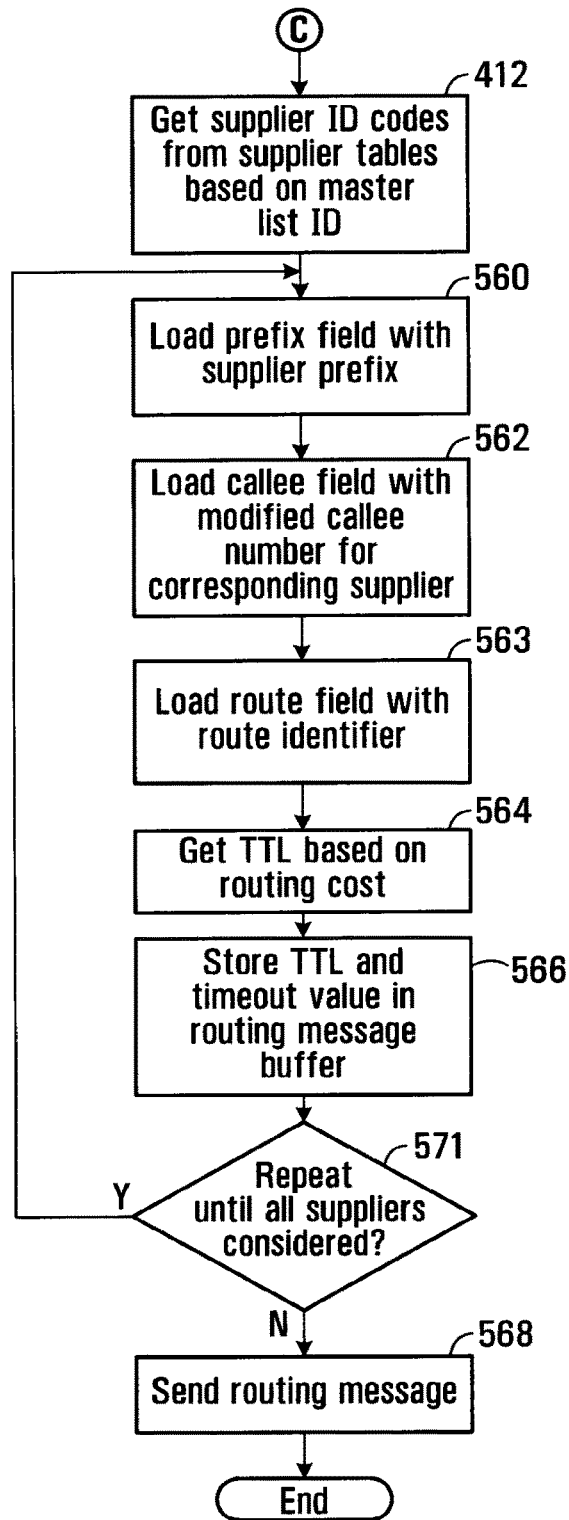 C
412
Get supplier ID codes
from supplier tables
based on master
list ID
560
Load prefix field with
supplier prefix
562
Load callee field with
modified callee
number for
corresponding supplier
563
Load route field with
route identifier
564
Get TTL based on
routing cost
566
Store TTL and
timeout value in
routing message
buffer
571
Repeat
until all suppliers
considered?
Y
N
568
Send routing message
End